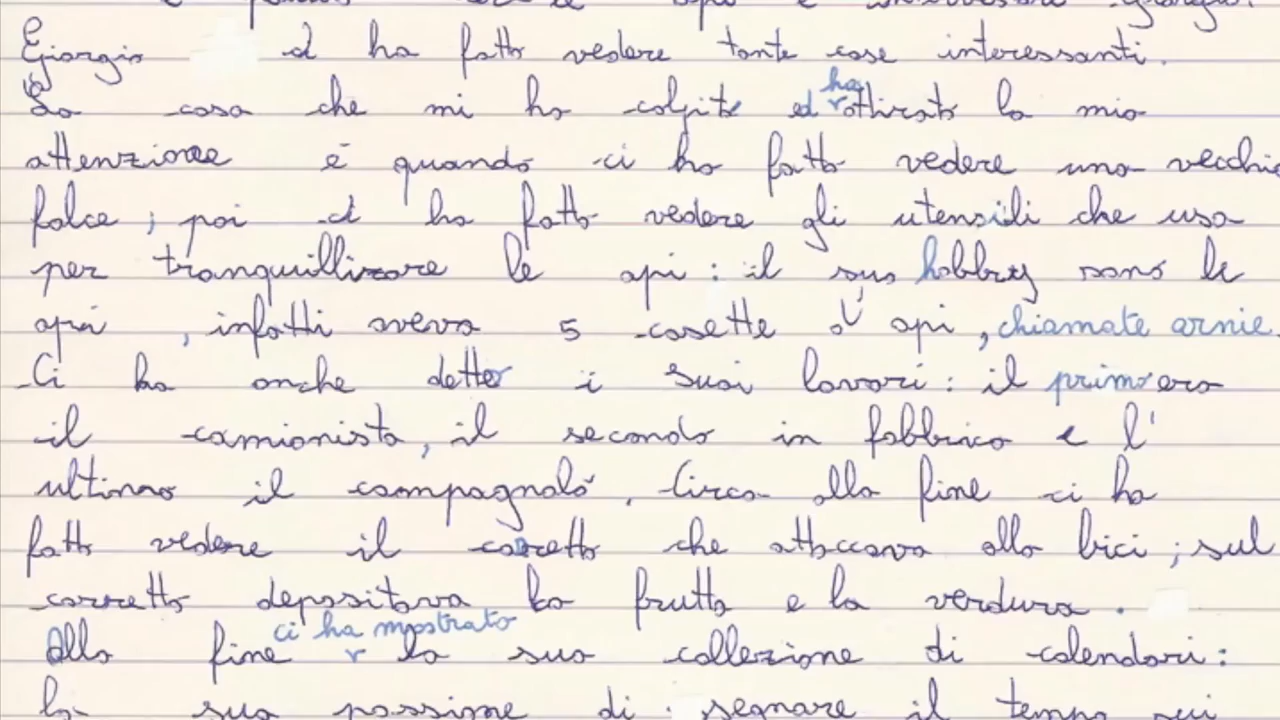 Giorgio ci ha fatto vedere tante cose interessanti.
La cosa che mi ha colpito ed ha attirato la mia
attenzione è quando ci ha fatto vedere una vecchia
falce; poi ci ha fatto vedere gli utensili che usa
per tranquillizzare le api: il suo hobby sono le
api, infatti aveva 5 casette d'api, chiamate arnie.
Ci ha anche detto i suoi lavori: il primo era
il camionista, il secondo in fabbrica e l'
ultimo il campagnolo. Circa alla fine ci ha
fatto vedere il carretto che attaccava alla bici; sul
carretto depositava la frutta e la verdura.
Alla fine ci ha mostrato la sua collezione di calendari:
la sua passione di segnare il tempo sui